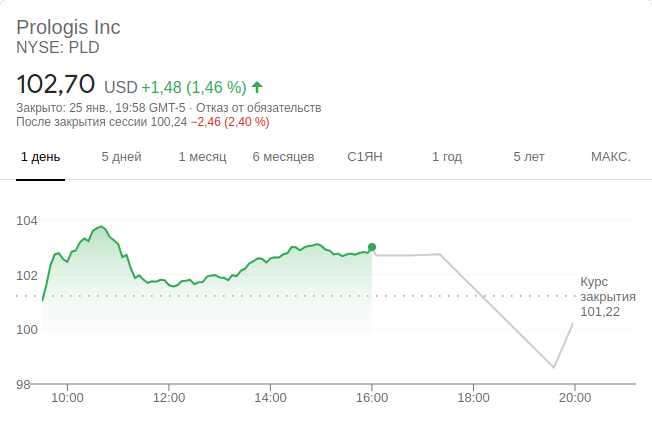 Prologis Inc
NYSE: PLD
102,70 USD +1,48 (1,46 %)
Закрыто: 25 янв., 19:58 GMT-5 · Отказ от обязательств
После закрытия сессии 100,24 −2,46 (2,40 %)
1 день 5 дней 1 месяц 6 месяцев С1ЯН 1 год 5 лет МАКС.
104
102
Курс
закрытия
101,22
100
98
10:00 12:00 14:00 16:00 18:00 20:00